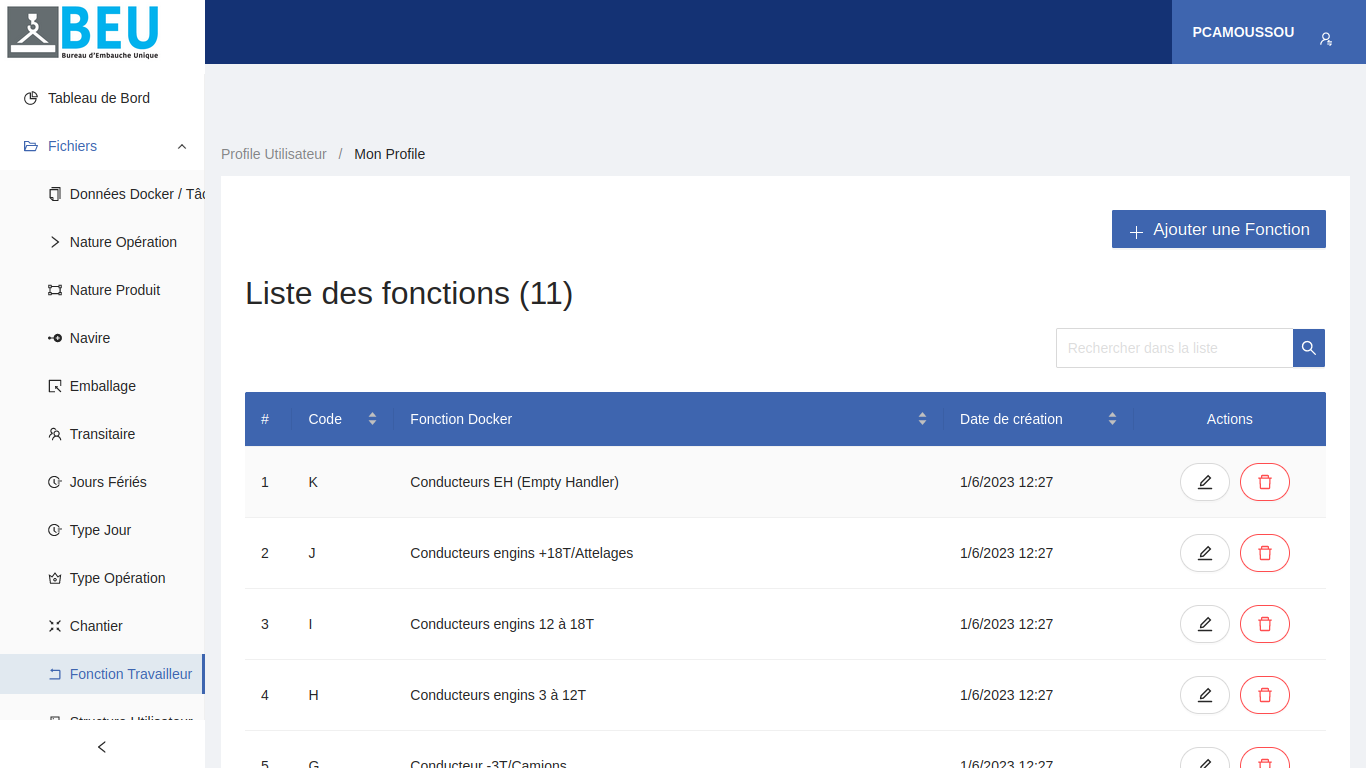 BEU
Bureau d'Embauche Unique
PCAMOUSSOU
Tableau de Bord
Fichiers
Données Docker / Tâc
Nature Opération
Nature Produit
Navire
Emballage
Transitaire
Jours Fériés
Type Jour
Type Opération
Chantier
Fonction Travailleur
Structure Utilisateur
Profile Utilisateur / Mon Profile
Ajouter une Fonction
Liste des fonctions (11)
Rechercher dans la liste
# Code Fonction Docker Date de création Actions
1 K Conducteurs EH (Empty Handler) 1/6/2023 12:27
2 J Conducteurs engins +18T/Attelages 1/6/2023 12:27
3 I Conducteurs engins 12 à 18T 1/6/2023 12:27
4 H Conducteurs engins 3 à 12T 1/6/2023 12:27
5 G Conducteur -3T/Camions 1/6/2023 12:27